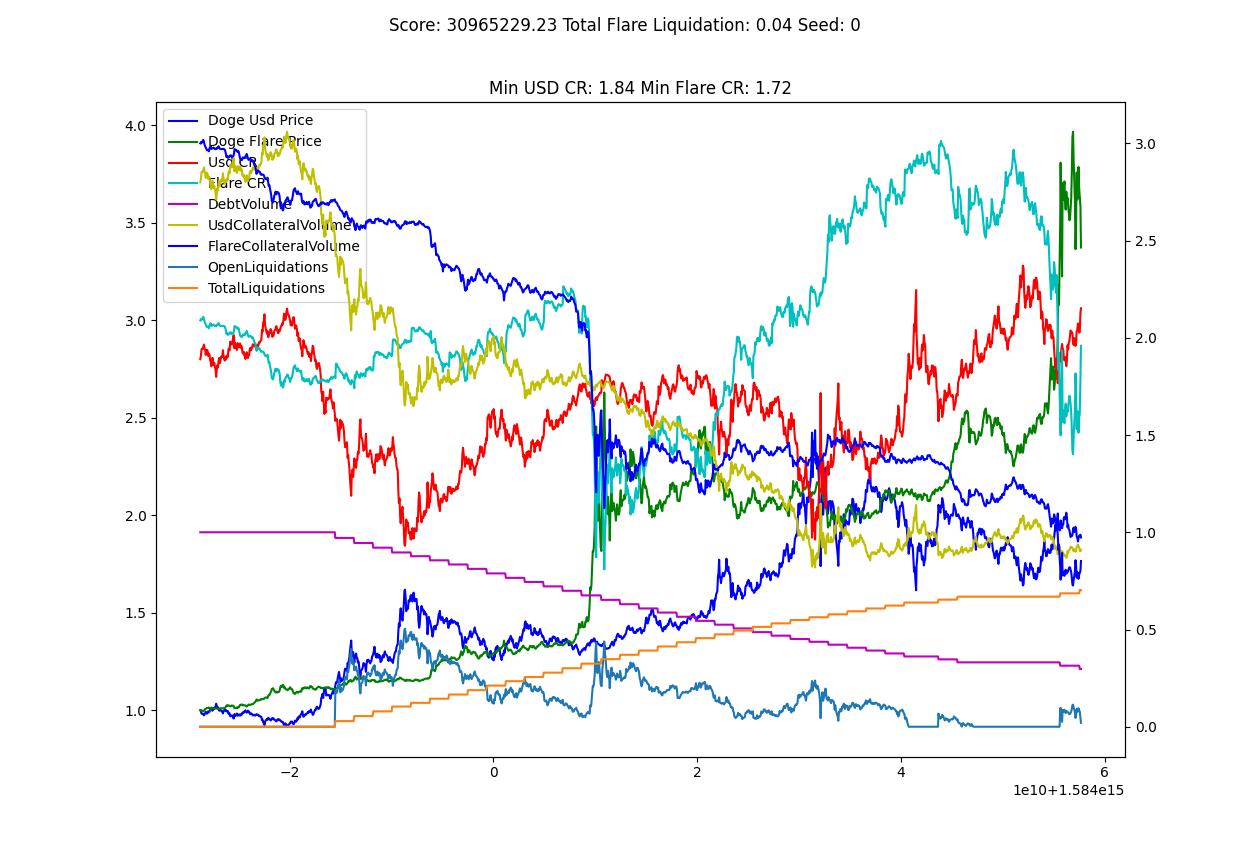 Score: 30965229.23 Total Flare Liquidation: 0.04 Seed: 0
Min USD CR: 1.84 Min Flare CR: 1.72
Doge Usd Price
Doge Flare Price
Usd CR
Flare CR
DebtVolume
UsdCollateralVolume
FlareCollateralVolume
OpenLiquidations
TotalLiquidations
4.0
3.5
3.0
2.5
2.0
1.5
1.0
3.0
2.5
2.0
1.5
1.0
0.5
0.0
−2
0
2
4
6
1e10+1.584e15